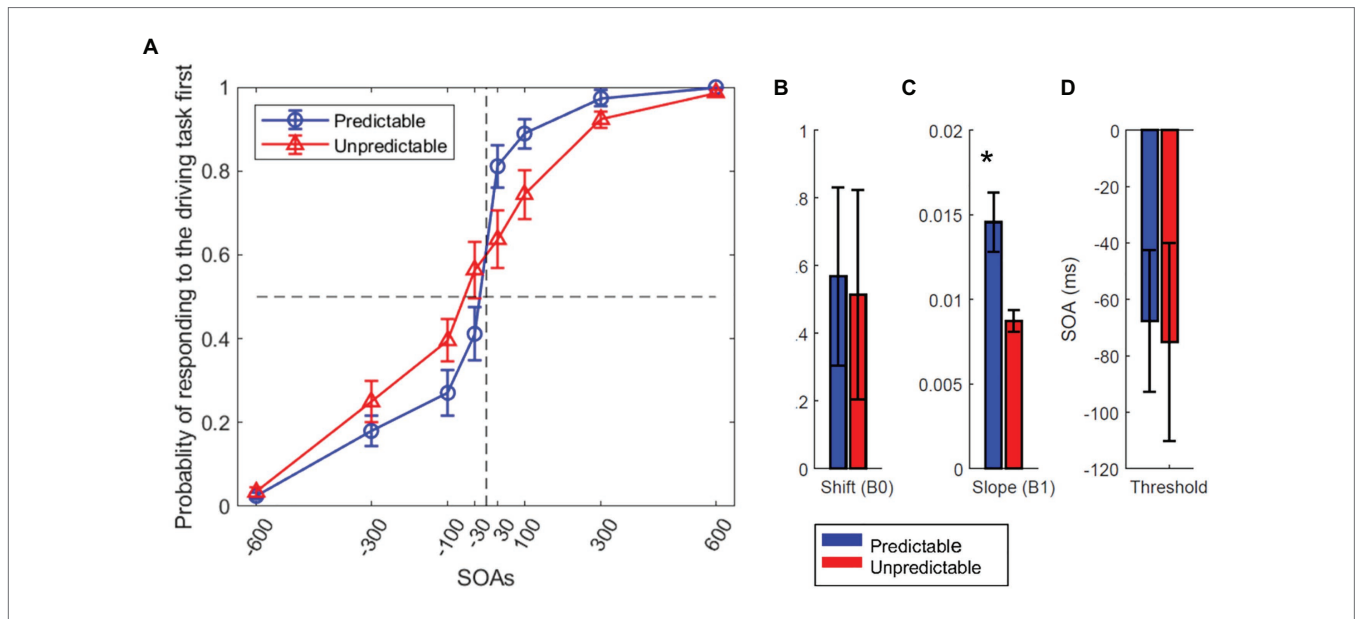 A
Probablity of responding to the driving task first
1
0.8
0.6
0.4
0.2
0
Predictable
Unpredictable
-600
-300
-100
-30
30
100
300
600
SOAs
B
1
.8
.6
.4
.2
0
Shift (B0)
C
0.02
0.015
0.01
0.005
0
*
Slope (B1)
D
SOA (ms)
0
-20
-40
-60
-80
-100
-120
Threshold
Predictable
Unpredictable